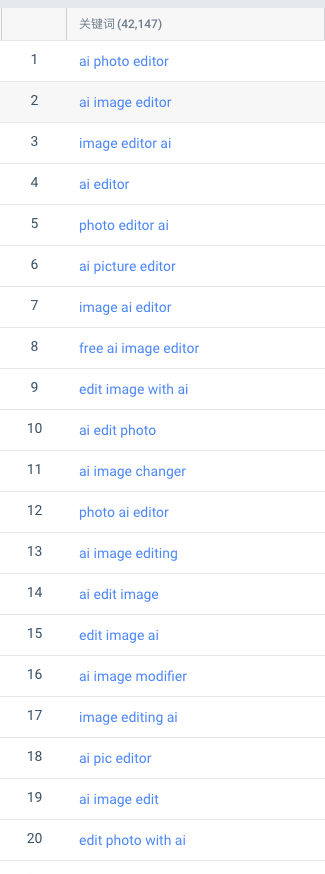 关键词 (42,147)
1 ai photo editor
2 ai image editor
3 image editor ai
4 ai editor
5 photo editor ai
6 ai picture editor
7 image ai editor
8 free ai image editor
9 edit image with ai
10 ai edit photo
11 ai image changer
12 photo ai editor
13 ai image editing
14 ai edit image
15 edit image ai
16 ai image modifier
17 image editing ai
18 ai pic editor
19 ai image edit
20 edit photo with ai